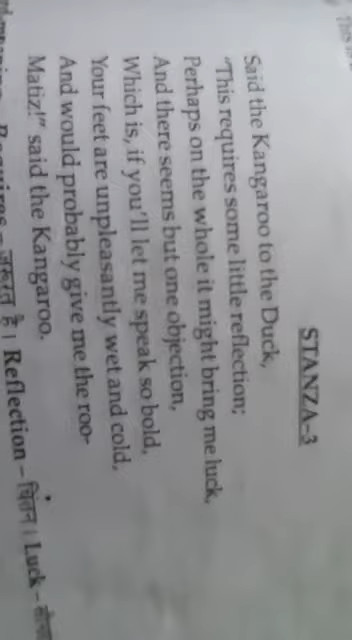 STANZA-3
Said the Kangaroo to the Duck,
"This requires some little reflection;
Perhaps on the whole it might bring me luck,
And there seems but one objection,
Which is, if you'll let me speak so bold,
Your feet are unpleasantly wet and cold,
And would probably give me the roo-
Matiz!" said the Kangaroo.
Requires – जरूरत है। Reflection – चिंतन। Luck –